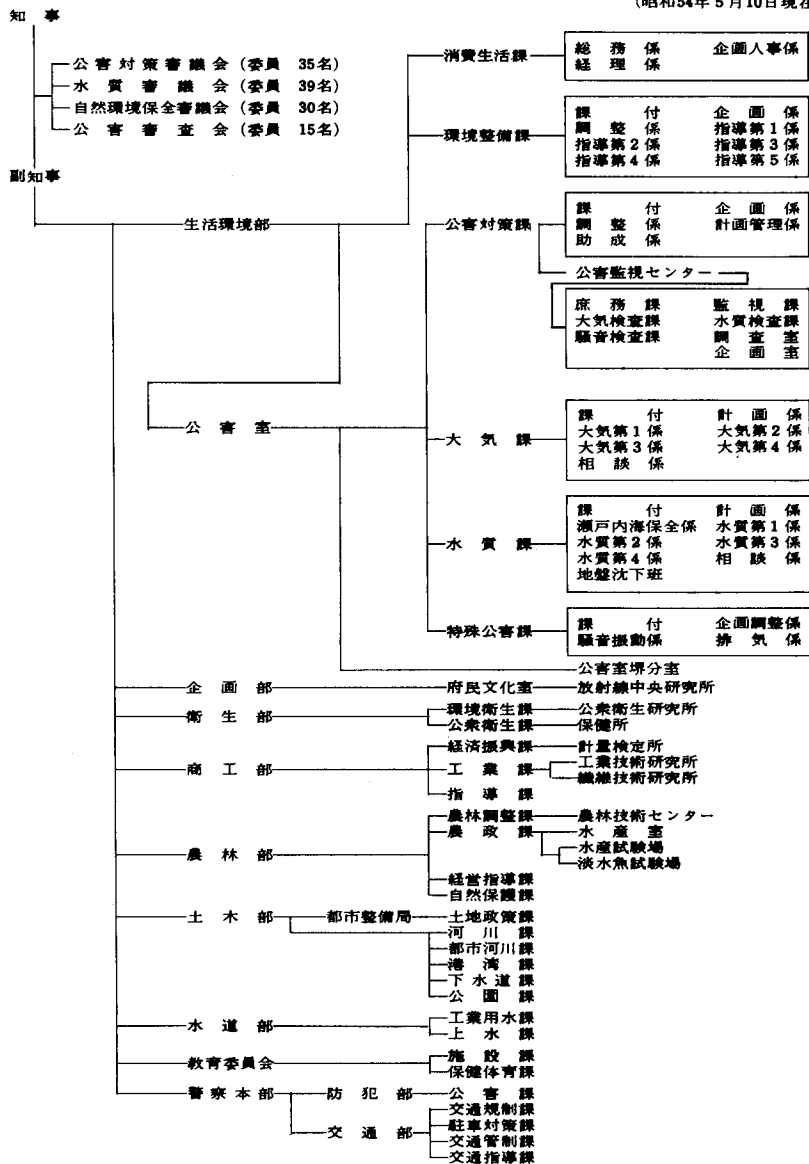 (昭和54年5月10日現在
知事
公害対策審議会(委員 35名)
水質審議会(委員 39名)
自然環境保全審議会(委員 30名)
公害審査会(委員 15名)
副知事
生活環境部
消費生活課
総務係 企画人事係
経理係
環境整備課
課付 企画係
調整係 指導第1係
指導第2係 指導第3係
指導第4係 指導第5係
公害対策課
課付 企画係
調整係 計画管理係
助成係
公害監視センター
庶務課 監視課
大気検査課 水質検査課
騒音検査課 調査室
企画室
公害室
大気課
課付 計画係
大気第1係 大気第2係
大気第3係 大気第4係
相談係
水質課
課付 計画係
瀬戸内海保全係 水質第1係
水質第2係 水質第3係
水質第4係 相談係
地盤沈下班
特殊公害課
課付 企画調整係
騒音振動係 排気係
公害室堺分室
企画部 府民文化室 放射線中央研究所
衛生部 環境衛生課 公衆衛生研究所
公衆衛生課 保健所
商工部 経済振興課 計量検定所
工業課 工業技術研究所
繊維技術研究所
指導課
農林部 農林調整課 農林技術センター
農政課 水産室
水産試験場
淡水魚試験場
経営指導課
自然保護課
土木部 都市整備局 土地政策課
河川課
都市河川課
港湾課
下水道課
公園課
水道部 工業用水課
上水課
教育委員会 施設課
保健体育課
警察本部 防犯部 公害課
交通部 交通規制課
駐車対策課
交通管制課
交通指導課